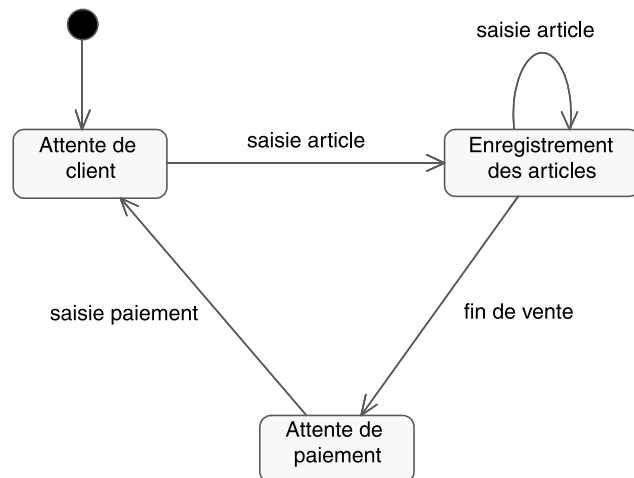 saisie article
Attente de
client
saisie article
Enregistrement
des articles
saisie paiement
fin de vente
Attente de
paiement